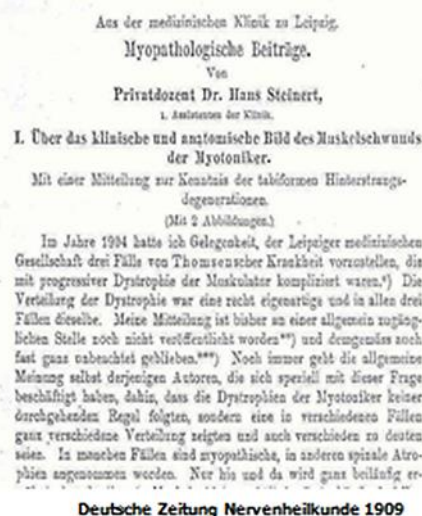 Aus der medizinischen Klinik zu Leipzig.
Myopathologische Beiträge.
Von
Privatdozent Dr. Hans Steinert,
1. Assistenten der Klinik.
I. Über das klinische und anatomische Bild des Muskelschwunds
der Myotoniker.
Mit einer Mitteilung zur Kenntnis der tabiformen Hinterstrangs-
degenerationen.
(Mit 2 Abbildungen.)
Im Jahre 1904 hatte ich Gelegenheit, der Leipziger medizinischen
Gesellschaft drei Fälle von Thomsenscher Krankheit vorzustellen, die
mit progressiver Dystrophie der Muskulatur kompliziert waren.*) Die
Verteilung der Dystrophie war eine recht eigenartige und in allen drei
Fällen dieselbe. Meine Mitteilung ist bisher an einer allgemein zugäng-
lichen Stelle noch nicht veröffentlicht worden**) und demgemäss auch
fast ganz unbeachtet geblieben.***) Noch immer geht die allgemeine
Meinung selbst derjenigen Autoren, die sich speziell mit dieser Frage
beschäftigt haben, dahin, dass die Dystrophien der Myotoniker keiner
durchgehenden Regel folgten, sondern eine in verschiedenen Fällen
ganz verschiedene Verteilung zeigten und auch verschieden zu deuten
seien. In manchen Fällen sind myopathische, in anderen spinale Atro-
phien angenommen worden. Nur hie und da wird ganz beiläufig er-
Deutsche Zeitung Nervenheilkunde 1909